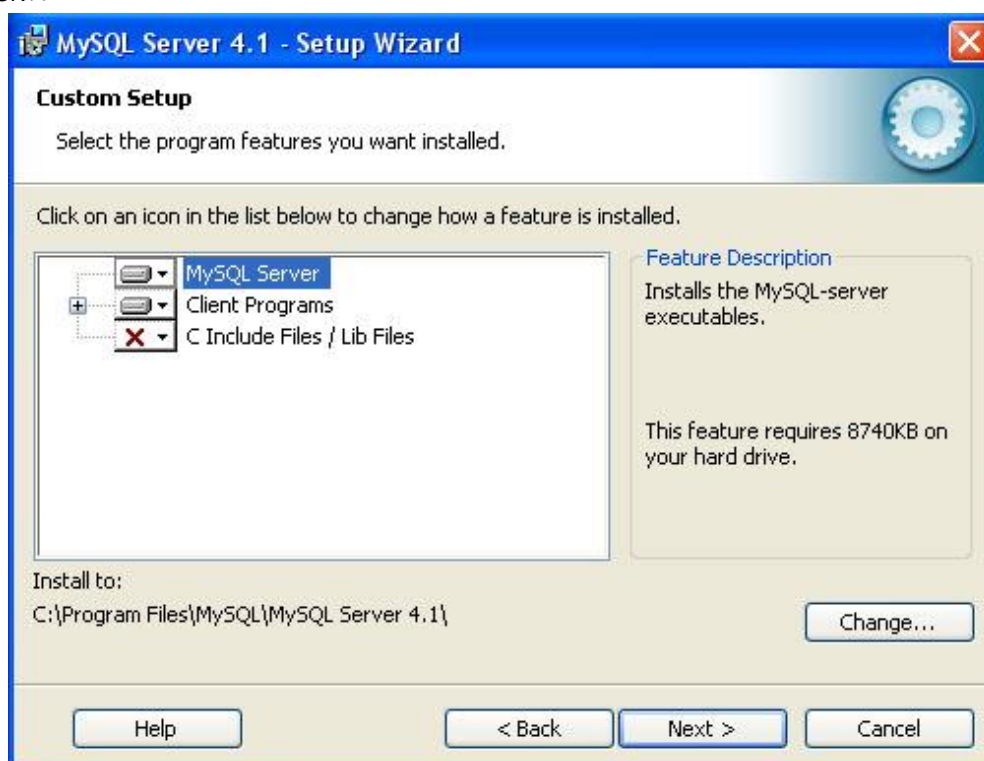 MySQL Server 4.1 - Setup Wizard
Custom Setup
Select the program features you want installed.
Click on an icon in the list below to change how a feature is installed.
MySQL Server
Client Programs
C Include Files / Lib Files
Feature Description
Installs the MySQL-server
executables.
This feature requires 8740KB on
your hard drive.
Install to:
C:\Program Files\MySQL\MySQL Server 4.1\
Change...
Help
< Back
Next >
Cancel